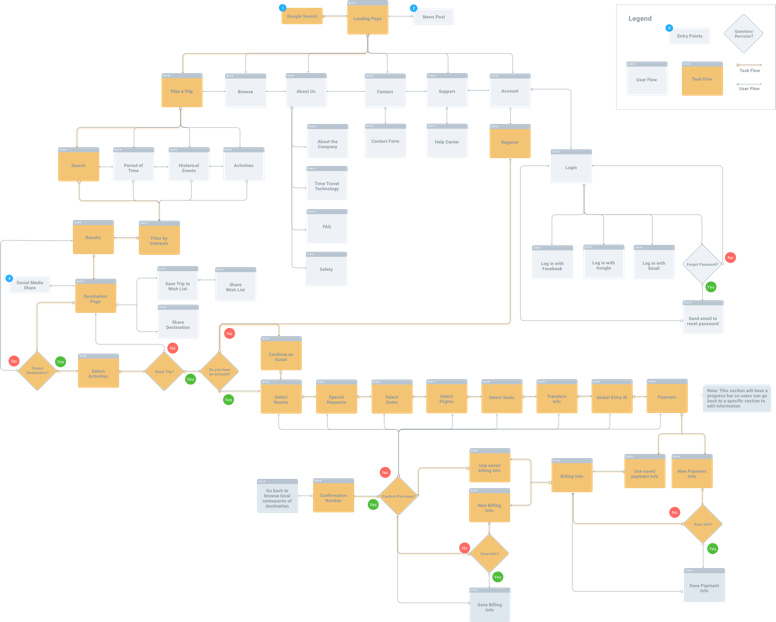 1
Google Search
Landing Page
2
News Post
Legend
4
Entry Points
Question/
Decisions?
User Flow
Task Flow
Task Flow
User Flow
Plan a Trip
Browse
About Us
Contact
Support
Account
About the
Company
Contact Form
Help Center
Register
Search
Period of
Time
Historical
Events
Activities
Login
Time Travel
Technology
FAQ
Safety
Results
Filter by
Interests
Log in with
Facebook
Log in with
Google
Log in with
Email
Forgot Password?
No
Yes
Send email to
reset password
3
Social Media
Share
Destination
Page
Save Trip to
Wish List
Share
Wish List
Share
Destination
No
Yes
Select
Activities
No
Book Trip?
Yes
No
Do you have
an account?
Yes
Continue as
Guest
Select
Rooms
Special
Requests
Select
Dates
Select
Flights
Select Seats
Travelers
Info
Global Entry ID
Payment
Note: This section will have a
progress bar so users can go
back to a specific section to
edit information
Go back to
browse local
restaurants of
destination
Confirmation
Number
Yes
No
Confirm Payment?
Use saved
billing info
New Billing
Info
Billing Info
Use saved
payment info
New Payment
Info
No
Save Info?
Yes
Save Billing
Info
No
Save Info?
Yes
Save Payment
Info